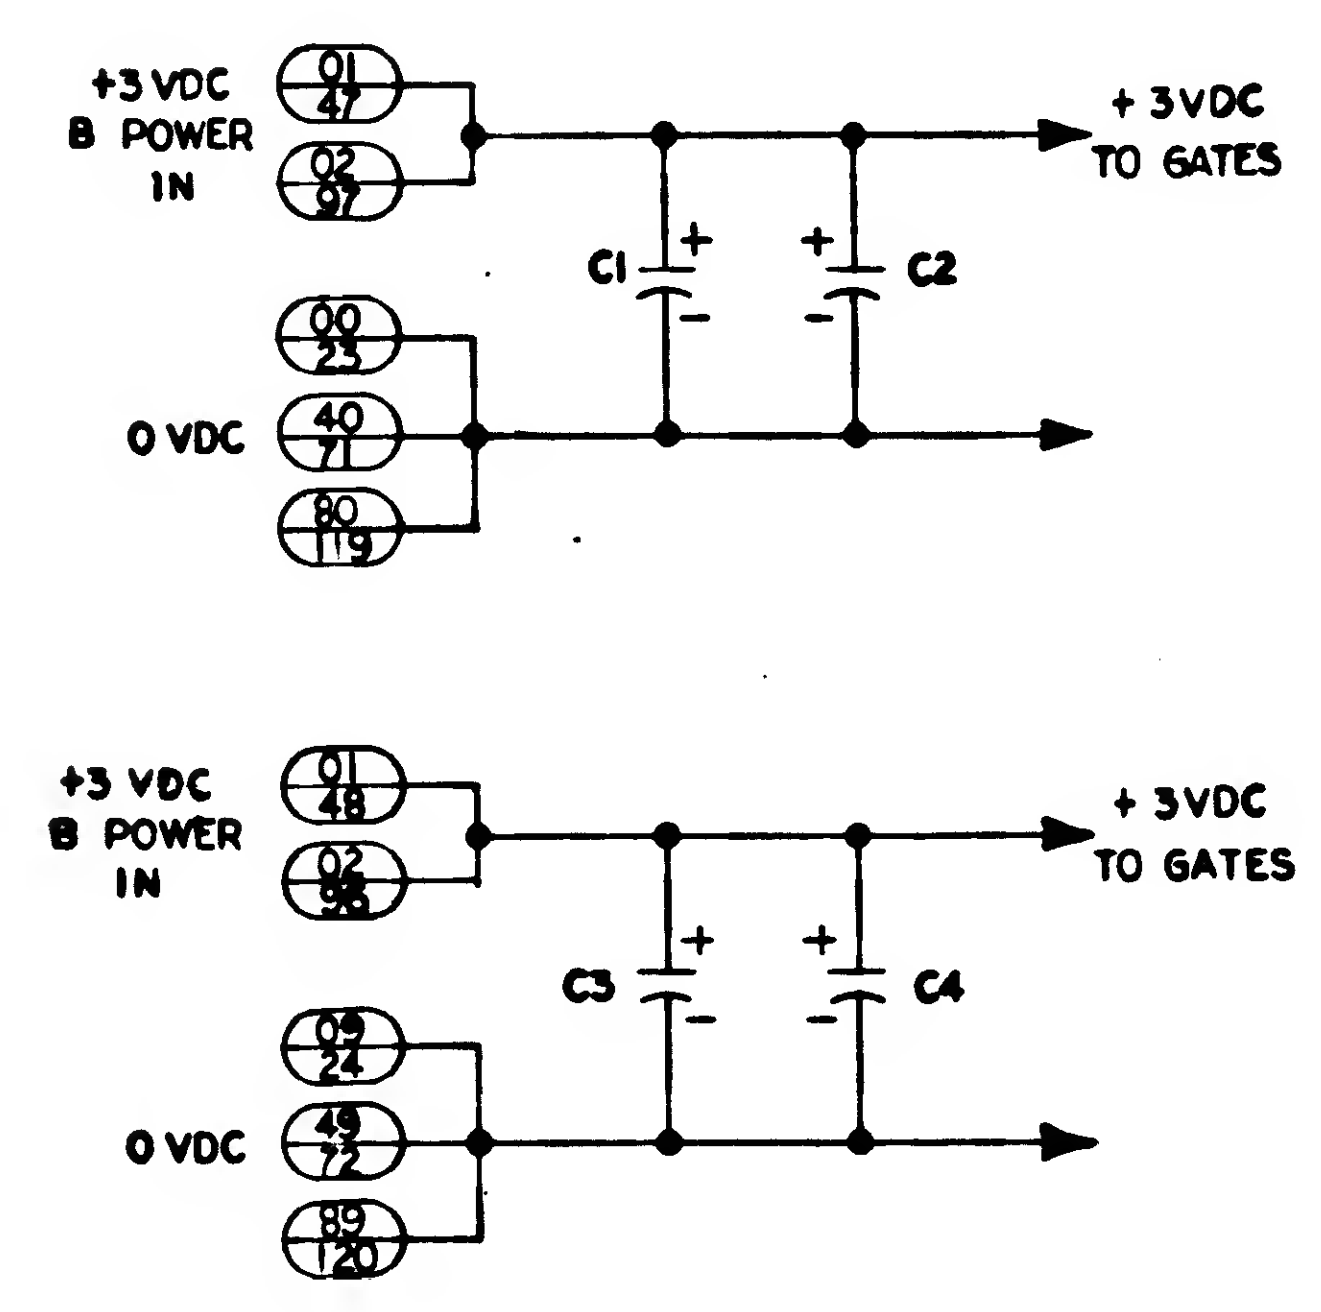 +3 VDC
B POWER
IN
01
47
02
97
+ 3VDC
TO GATES
C1
+
-
+
-
C2
0 VDC
00
23
40
71
80
119
+3 VDC
B POWER
IN
01
48
02
+ 3VDC
TO GATES
C3
+
-
+
-
C4
0 VDC
09
24
49
72
89
120